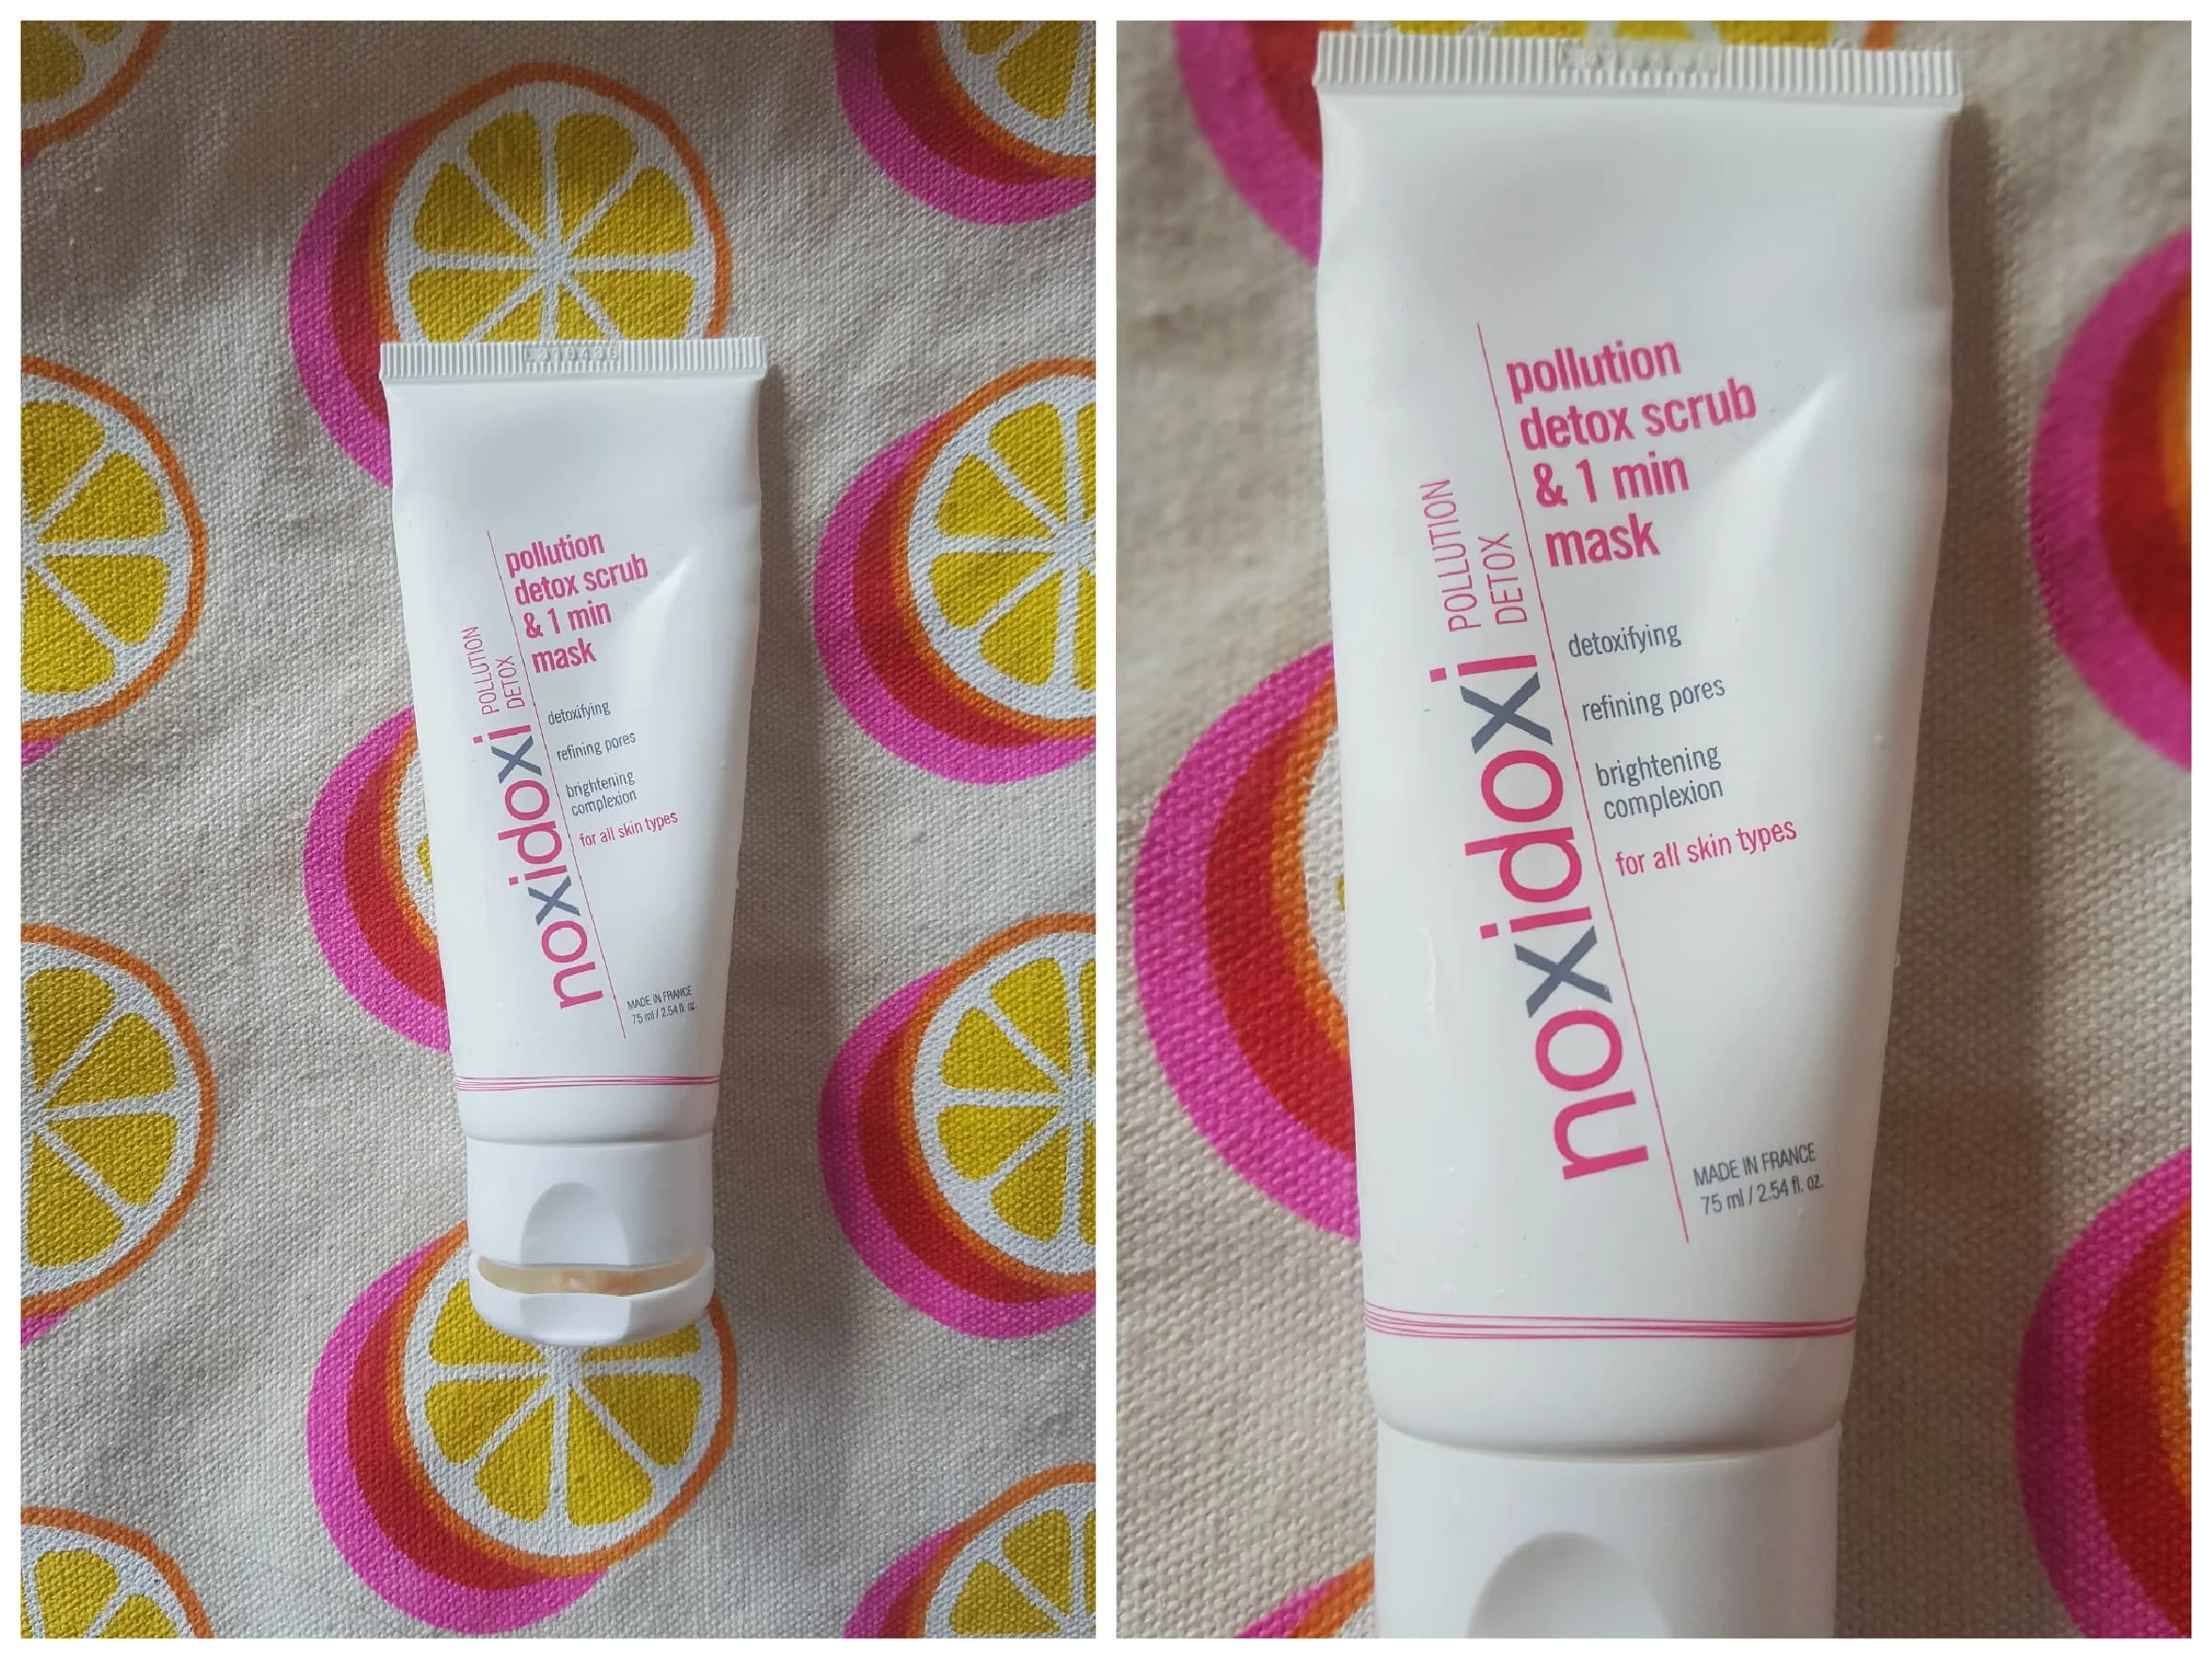 pollution
detox scrub
& 1 min
mask
POLLUTION
DETOX
noxidoxi
detoxifying
refining pores
brightening
complexion
for all skin types
MADE IN FRANCE
75 ml / 2.54 fl. oz.
pollution
detox scrub
& 1 min
mask
POLLUTION
DETOX
noxidoxi
detoxifying
refining pores
brightening
complexion
for all skin types
MADE IN FRANCE
75 ml / 2.54 fl. oz.